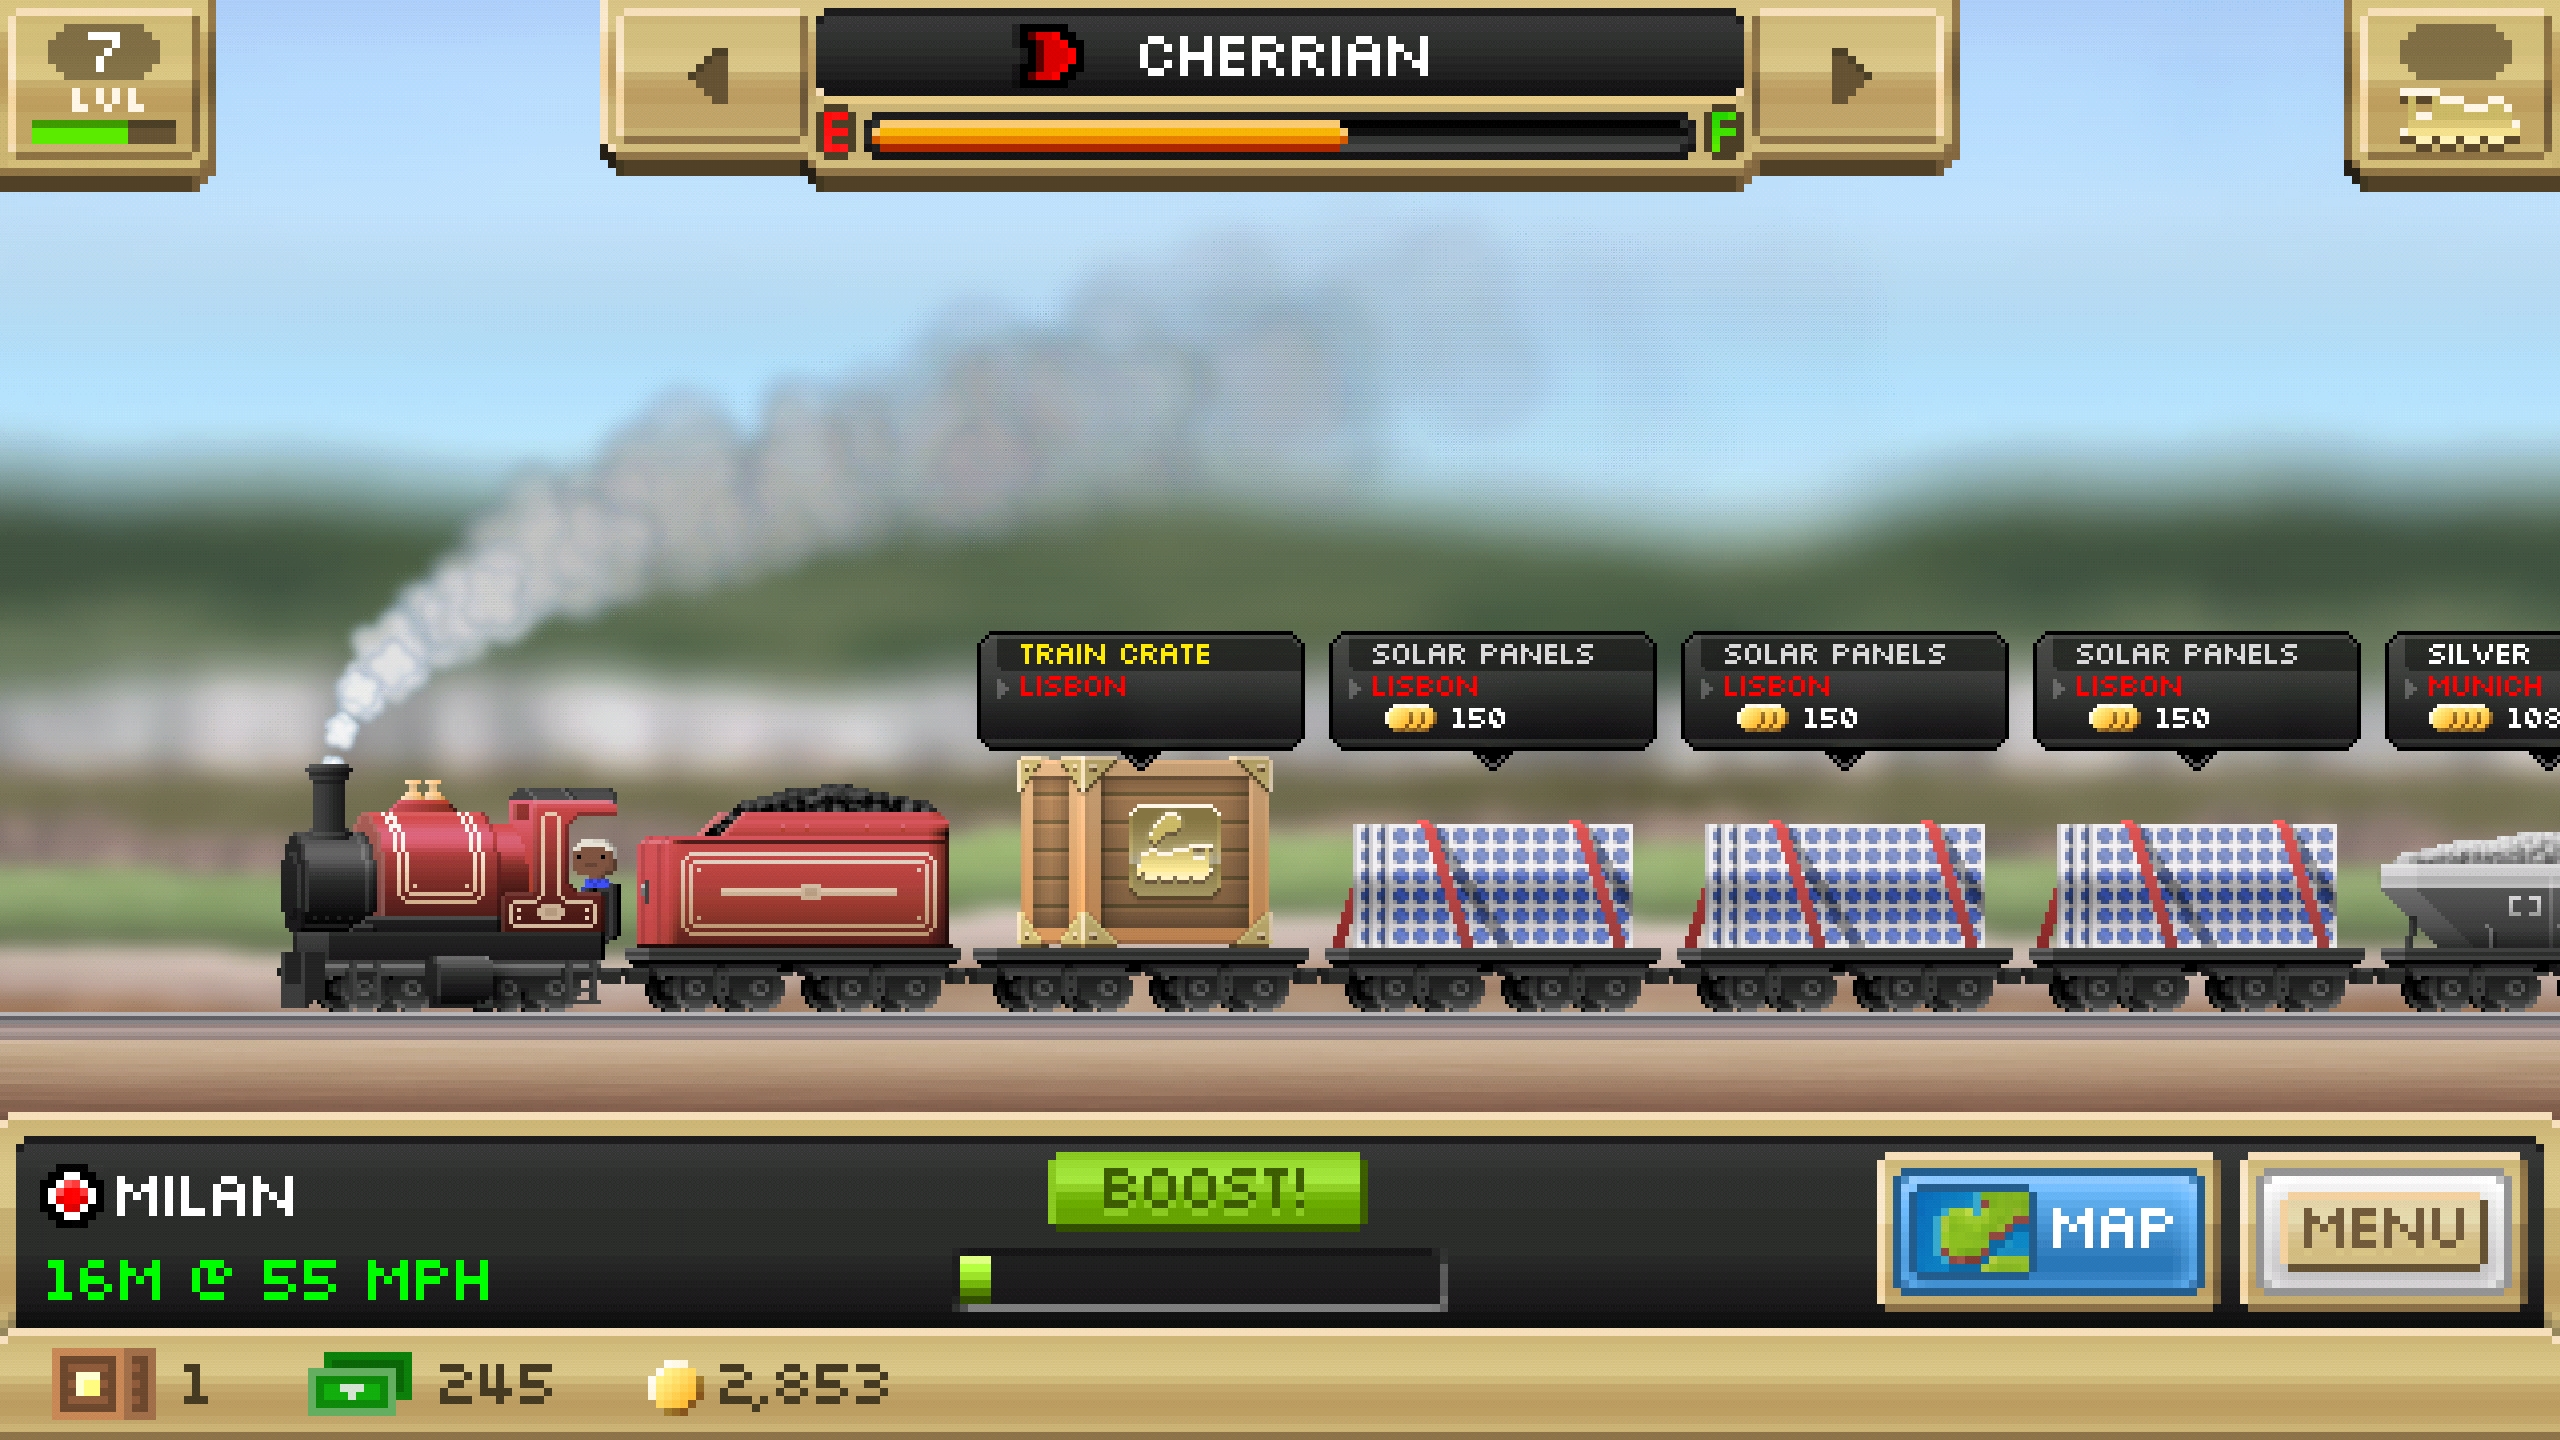 7
LVL
CHERRIAN
E F
TRAIN CRATE
LISBON
SOLAR PANELS
LISBON
150
SOLAR PANELS
LISBON
150
SOLAR PANELS
LISBON
150
SILVER
MUNICH
108
MILAN
16M @ 55 MPH
BOOST!
MAP
MENU
1 245 2,853